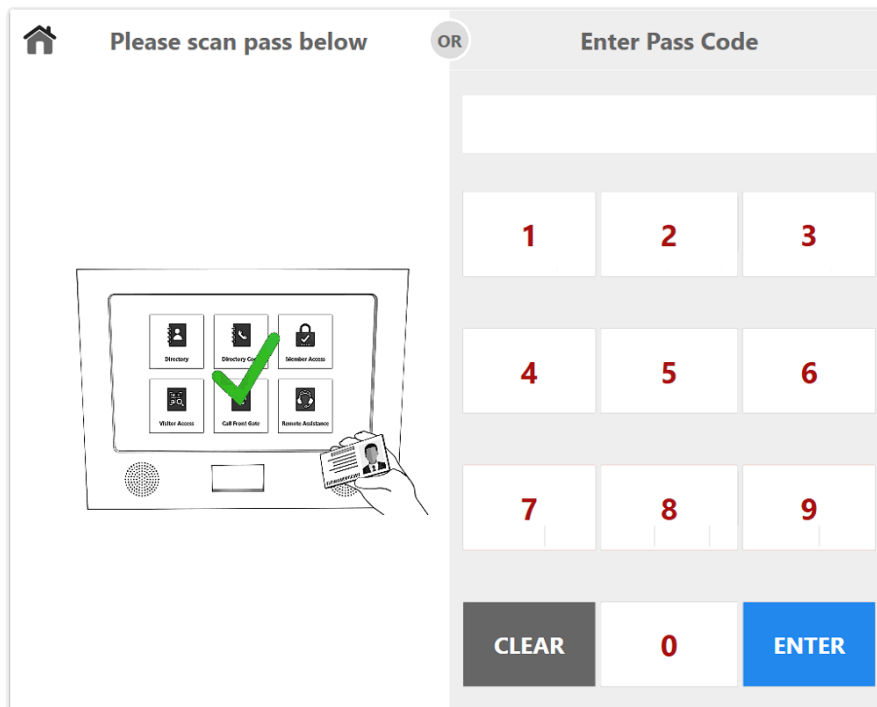 Please scan pass below
OR
Enter Pass Code
Directory
Member Access
Visitor Access
Call Front Gate
Remote Assistance
1 2 3
4 5 6
7 8 9
CLEAR 0 ENTER